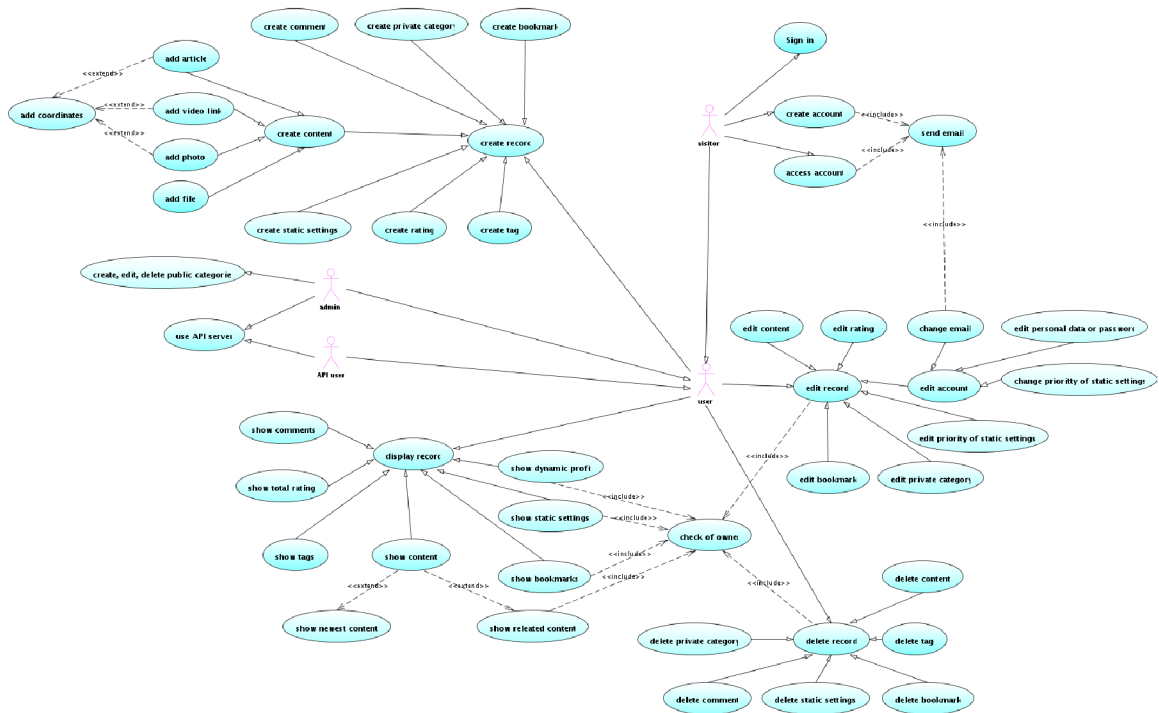 create comment
create private category
create bookmark
Sign in
add article
<<extend>>
add coordinates
<<extend>>
add video link
<<extend>>
add photo
add file
create content
create record
create static settings
create rating
create tag
visitor
create account
<<include>>
send email
<<include>>
access account
<<include>>
create, edit, delete public categorie
admin
use API server
API user
user
edit content
edit rating
change email
edit personal data or password
edit record
edit account
change prioritty of static settings
edit priority of static settings
<<include>>
edit bookmark
edit private category
show comments
display record
show dynamic profi
show total rating
<<include>>
show static settings
<<include>>
check of owner
show tags
show content
<<include>>
show bookmarks
<<include>>
<<extend>>
<<extend>>
<<include>>
show newest content
show releated content
delete content
delete private category
delete record
delete tag
delete comment
delete static settings
delete bookmark